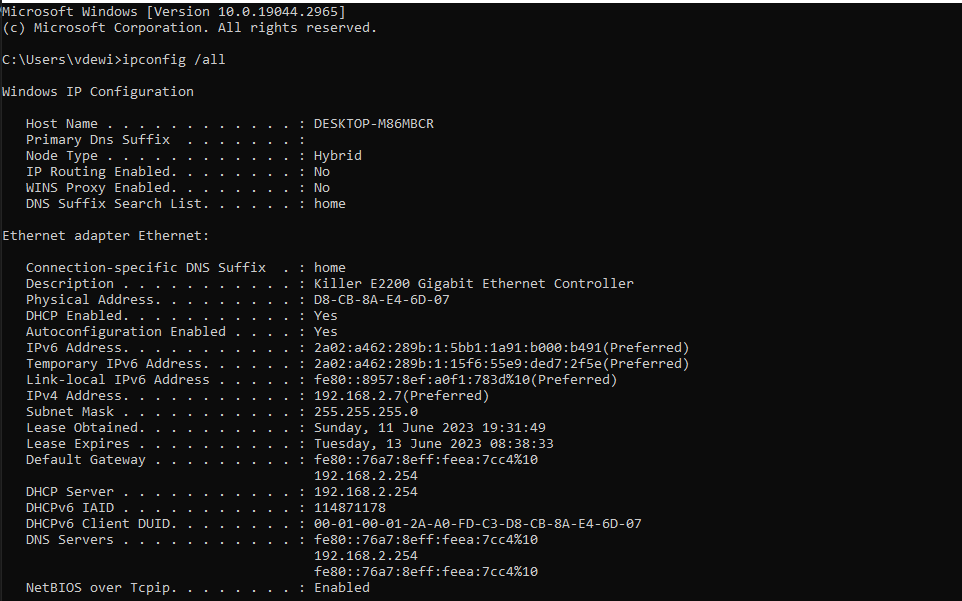 Microsoft Windows [Version 10.0.19044.2965]
(c) Microsoft Corporation. All rights reserved.
C:\Users\vdewi>ipconfig /all
Windows IP Configuration
Host Name . . . . . . . . . . . . : DESKTOP-M86MBCR
Primary Dns Suffix  . . . . . . . :
Node Type . . . . . . . . . . . . : Hybrid
IP Routing Enabled. . . . . . . . : No
WINS Proxy Enabled. . . . . . . . : No
DNS Suffix Search List. . . . . . : home
Ethernet adapter Ethernet:
Connection-specific DNS Suffix  . : home
Description . . . . . . . . . . . : Killer E2200 Gigabit Ethernet Controller
Physical Address. . . . . . . . . : D8-CB-8A-E4-6D-07
DHCP Enabled. . . . . . . . . . . : Yes
Autoconfiguration Enabled . . . . : Yes
IPv6 Address. . . . . . . . . . . : 2a02:a462:289b:1:5bb1:1a91:b000:b491(Preferred)
Temporary IPv6 Address. . . . . . : 2a02:a462:289b:1:15f6:55e9:ded7:2f5e(Preferred)
Link-local IPv6 Address . . . . . : fe80::8957:8ef:a0f1:783d%10(Preferred)
IPv4 Address. . . . . . . . . . . : 192.168.2.7(Preferred)
Subnet Mask . . . . . . . . . . . : 255.255.255.0
Lease Obtained. . . . . . . . . . : Sunday, 11 June 2023 19:31:49
Lease Expires . . . . . . . . . . : Tuesday, 13 June 2023 08:38:33
Default Gateway . . . . . . . . . : fe80::76a7:8eff:feea:7cc4%10
192.168.2.254
DHCP Server . . . . . . . . . . . : 192.168.2.254
DHCPv6 IAID . . . . . . . . . . . : 114871178
DHCPv6 Client DUID. . . . . . . . : 00-01-00-01-2A-A0-FD-C3-D8-CB-8A-E4-6D-07
DNS Servers . . . . . . . . . . . : fe80::76a7:8eff:feea:7cc4%10
192.168.2.254
fe80::76a7:8eff:feea:7cc4%10
NetBIOS over Tcpip. . . . . . . . : Enabled